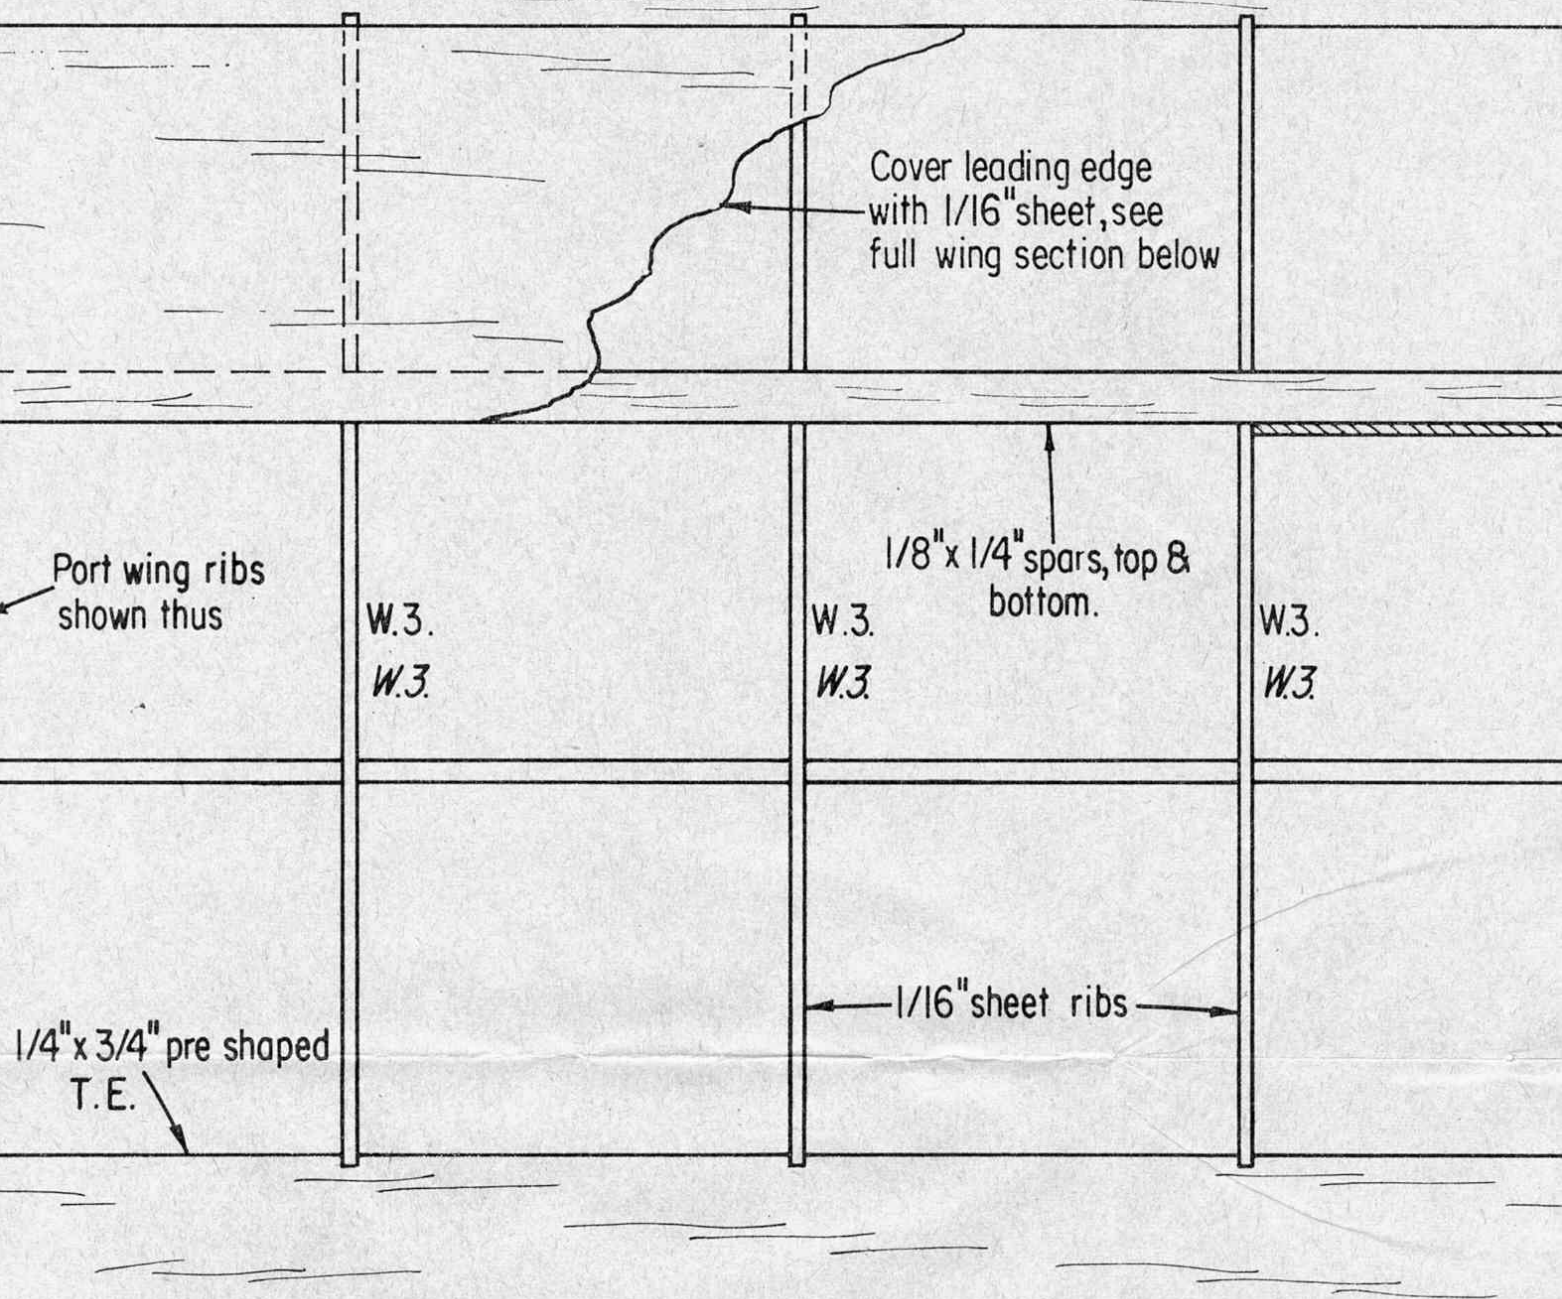 Cover leading edge
with 1/16" sheet, see
full wing section below
1/8" x 1/4" spars, top &
bottom.
Port wing ribs
shown thus
W.3.
W.3.
W.3.
W.3.
W.3.
W.3.
1/16" sheet ribs
1/4" x 3/4" pre shaped
T.E.